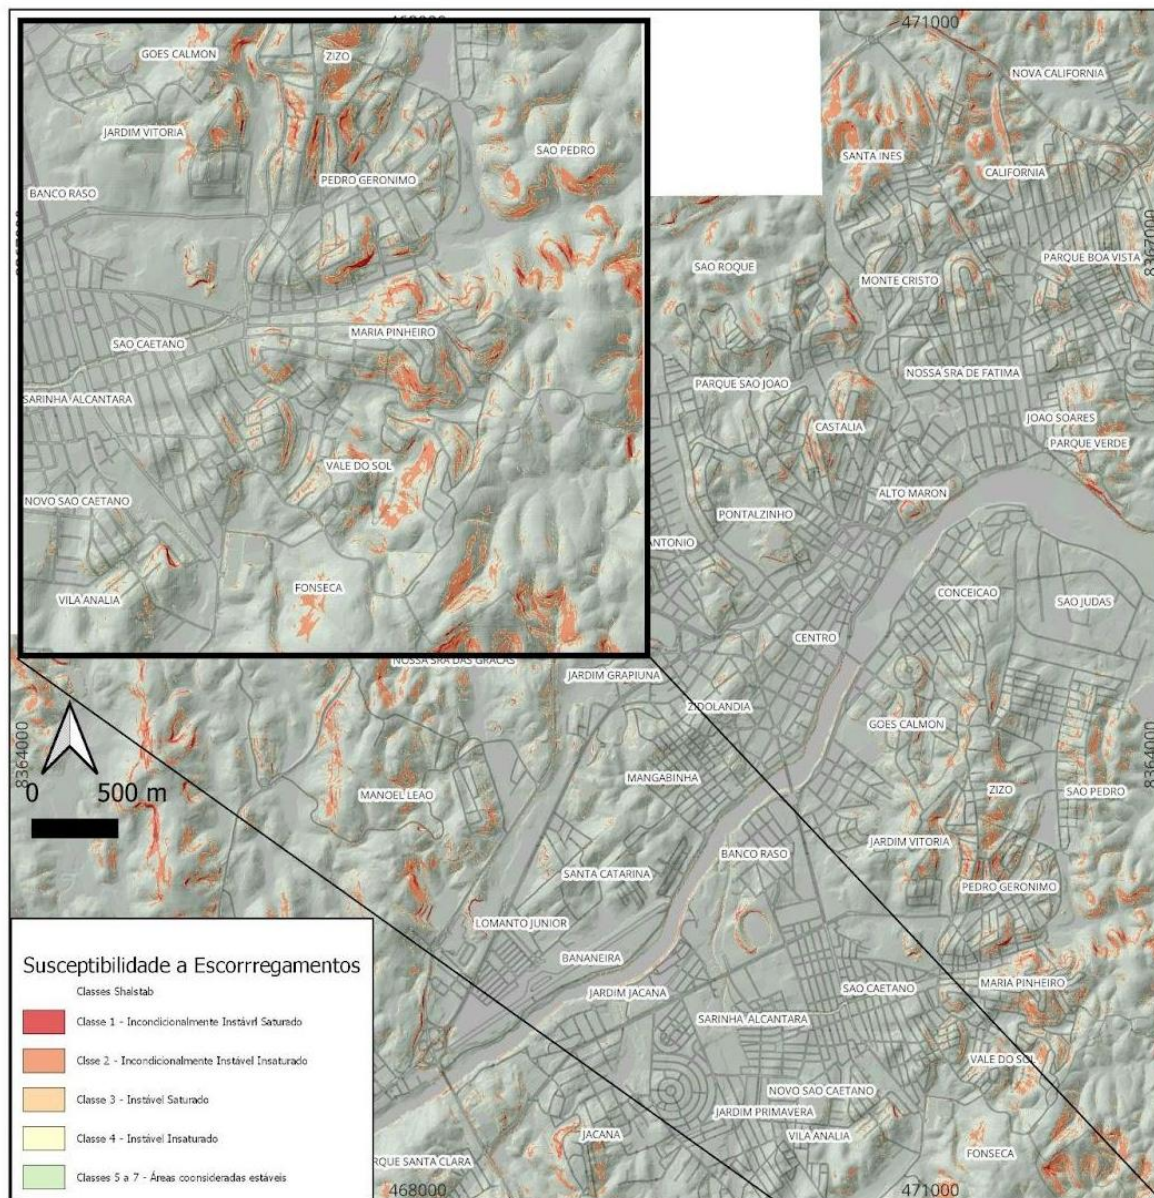 471000
GOES CALMON
ZIZO
JARDIM VITORIA
SAO PEDRO
BANCO RASO
PEDRO GERONIMO
MARIA PINHEIRO
SAO CAETANO
SARINHA ALCANTARA
VALE DO SOL
NOVO SAO CAETANO
FONSECA
VILA ANALIA
NOVA CALIFORNIA
SANTA INES
CALIFORNIA
8367000
PARQUE BOA VISTA
SAO ROQUE
MONTE CRISTO
NOSSA SRA DE FATIMA
PARQUE SAO JOAO
JOAO SOARES
CASTALIA
PARQUE VERDE
ALTO MARON
PONTALZINHO
ANTONIO
CONCEICAO
SAO JUDAS
CENTRO
NOSSA SRA DAS GRACAS
JARDIM GRAPIUNA
ZIDOLANDIA
GOES CALMON
8364000
8364000
MANGABINHA
MANOEL LEAO
ZIZO
SAO PEDRO
0 500 m
JARDIM VITORIA
BANCO RASO
SANTA CATARINA
PEDRO GERONIMO
LOMANTO JUNIOR
BANANEIRA
MARIA PINHEIRO
SAO CAETANO
JARDIM JACANA
SARINHA ALCANTARA
VALE DO SOL
NOVO SAO CAETANO
JARDIM PRIMAVERA
JACANA
VILA ANALIA
FONSECA
RQUE SANTA CLARA
468000
471000
Susceptibilidade a Escorrregamentos
Classes Shalstab
Classe 1 - Incondicionalmente Instávrl Saturado
Clsse 2 - Incondicionalmente Instável Insaturado
Classe 3 - Instável Saturado
Classe 4 - Instável Insaturado
Classes 5 a 7 - Áreas coonsideradas estáveis